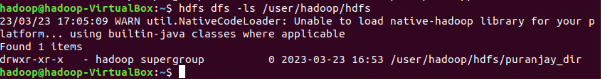 hadoop@hadoop-VirtualBox:~$ hdfs dfs -ls /user/hadoop/hdfs
23/03/23 17:05:09 WARN util.NativeCodeLoader: Unable to load native-hadoop library for your p
latform... using builtin-java classes where applicable
Found 1 items
drwxr-xr-x   - hadoop supergroup          0 2023-03-23 16:53 /user/hadoop/hdfs/puranjay_dir
hadoop@hadoop-VirtualBox:~$